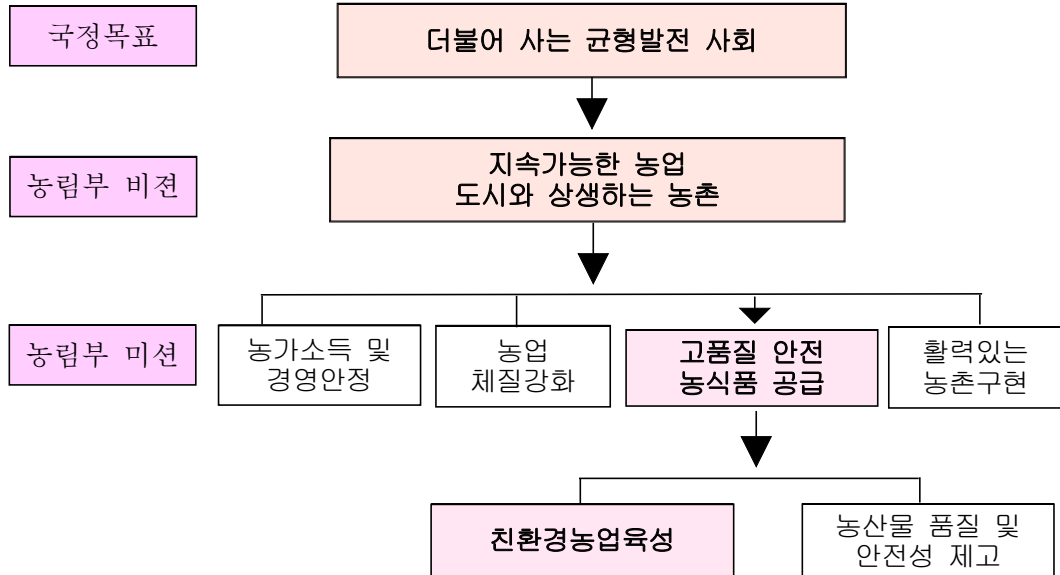 국정목표
더불어 사는 균형발전 사회
농림부 비젼
지속가능한 농업
도시와 상생하는 농촌
농림부 미션
농가소득 및
경영안정
농업
체질강화
고품질 안전
농식품 공급
활력있는
농촌구현
친환경농업육성
농산물 품질 및
안전성 제고